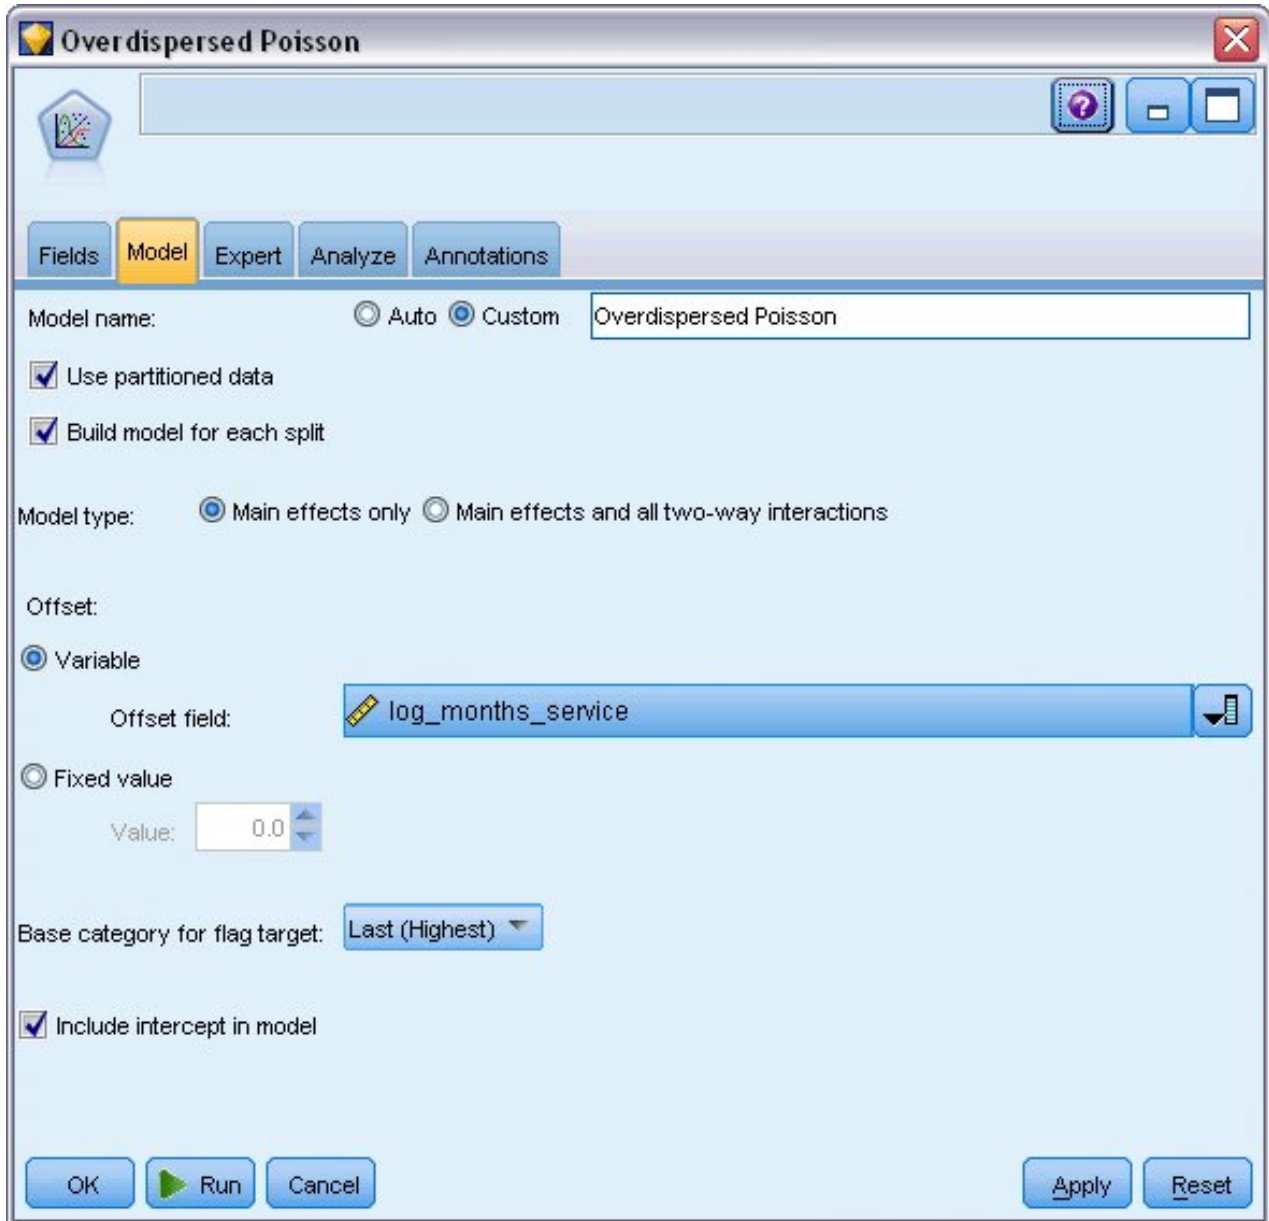 Overdispersed Poisson
?
Fields Model Expert Analyze Annotations
Model name: Auto Custom Overdispersed Poisson
Use partitioned data
Build model for each split
Model type: Main effects only Main effects and all two-way interactions
Offset:
Variable
Offset field: log_months_service
Fixed value
Value: 0.0
Base category for flag target: Last (Highest)
Include intercept in model
OK Run Cancel Apply Reset